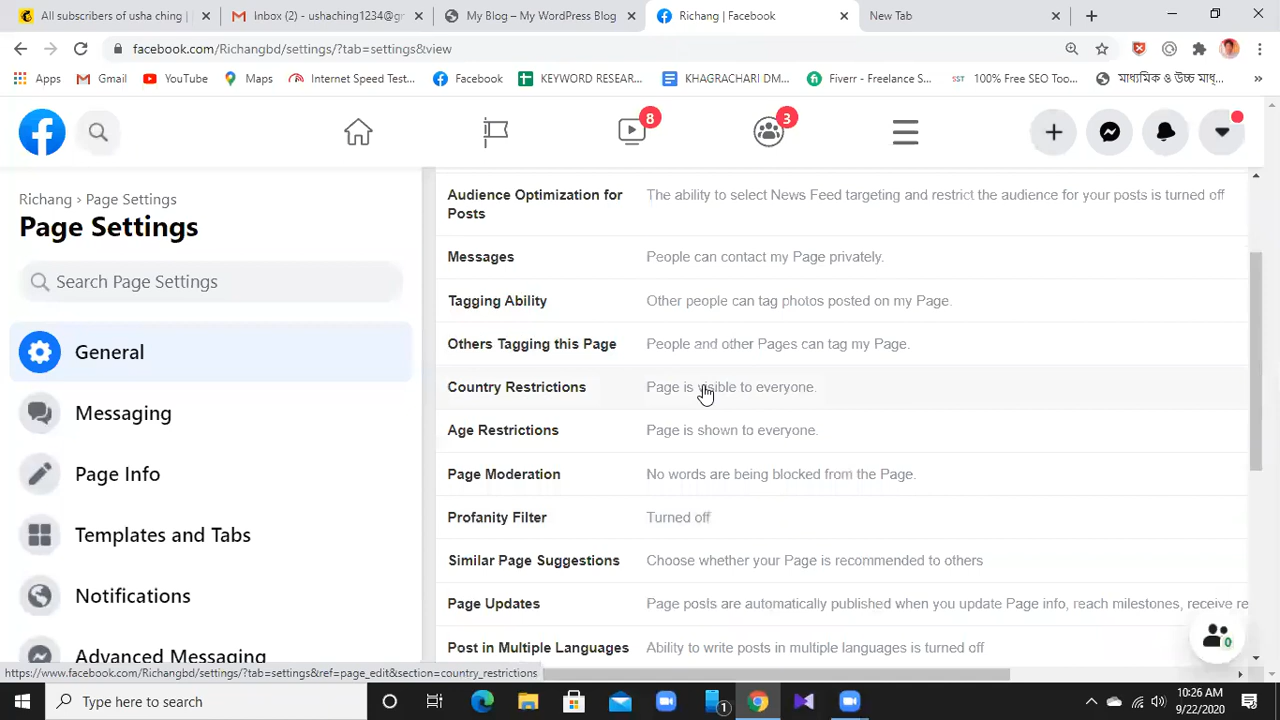 All subscribers of usha ching |
Inbox (2) - ushaching1234@g
My Blog – My WordPress Blog
Richang | Facebook
New Tab
facebook.com/Richangbd/settings/?tab=settings&view
Apps
Gmail
YouTube
Maps
Internet Speed Test...
Facebook
KEYWORD RESEAR...
KHAGRACHARI DM...
Fiverr - Freelance S...
SST
100% Free SEO Too...
মাধ্যমিক ও উচ্চ মাধ্...
8
3
Richang › Page Settings
Page Settings
Search Page Settings
General
Messaging
Page Info
Templates and Tabs
Notifications
Advanced Messaging
Audience Optimization for Posts
The ability to select News Feed targeting and restrict the audience for your posts is turned off
Messages
People can contact my Page privately.
Tagging Ability
Other people can tag photos posted on my Page.
Others Tagging this Page
People and other Pages can tag my Page.
Country Restrictions
Page is visible to everyone.
Age Restrictions
Page is shown to everyone.
Page Moderation
No words are being blocked from the Page.
Profanity Filter
Turned off
Similar Page Suggestions
Choose whether your Page is recommended to others
Page Updates
Page posts are automatically published when you update Page info, reach milestones, receive re
Post in Multiple Languages
Ability to write posts in multiple languages is turned off
0
https://www.facebook.com/Richangbd/settings/?tab=settings&ref=page_edit&section=country_restrictions
Type here to search
1
10:26 AM
9/22/2020